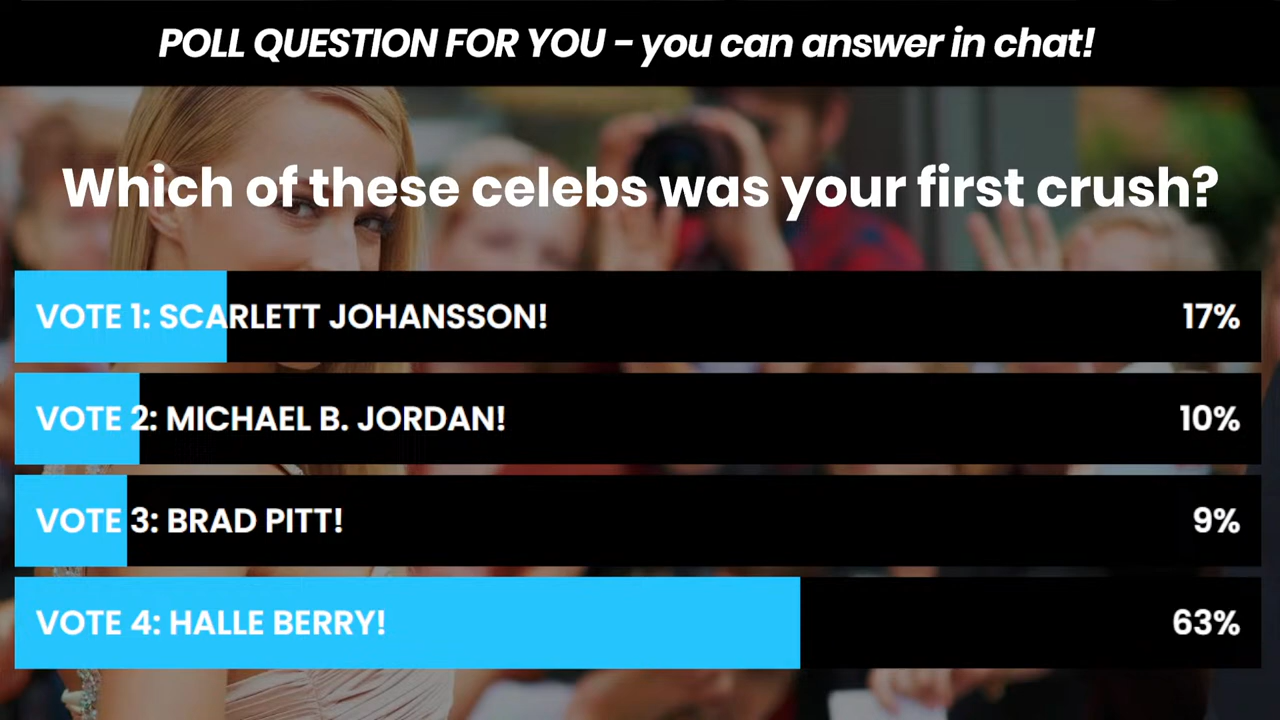 POLL QUESTION FOR YOU - you can answer in chat!
Which of these celebs was your first crush?
VOTE 1: SCARLETT JOHANSSON! 17%
VOTE 2: MICHAEL B. JORDAN! 10%
VOTE 3: BRAD PITT! 9%
VOTE 4: HALLE BERRY! 63%